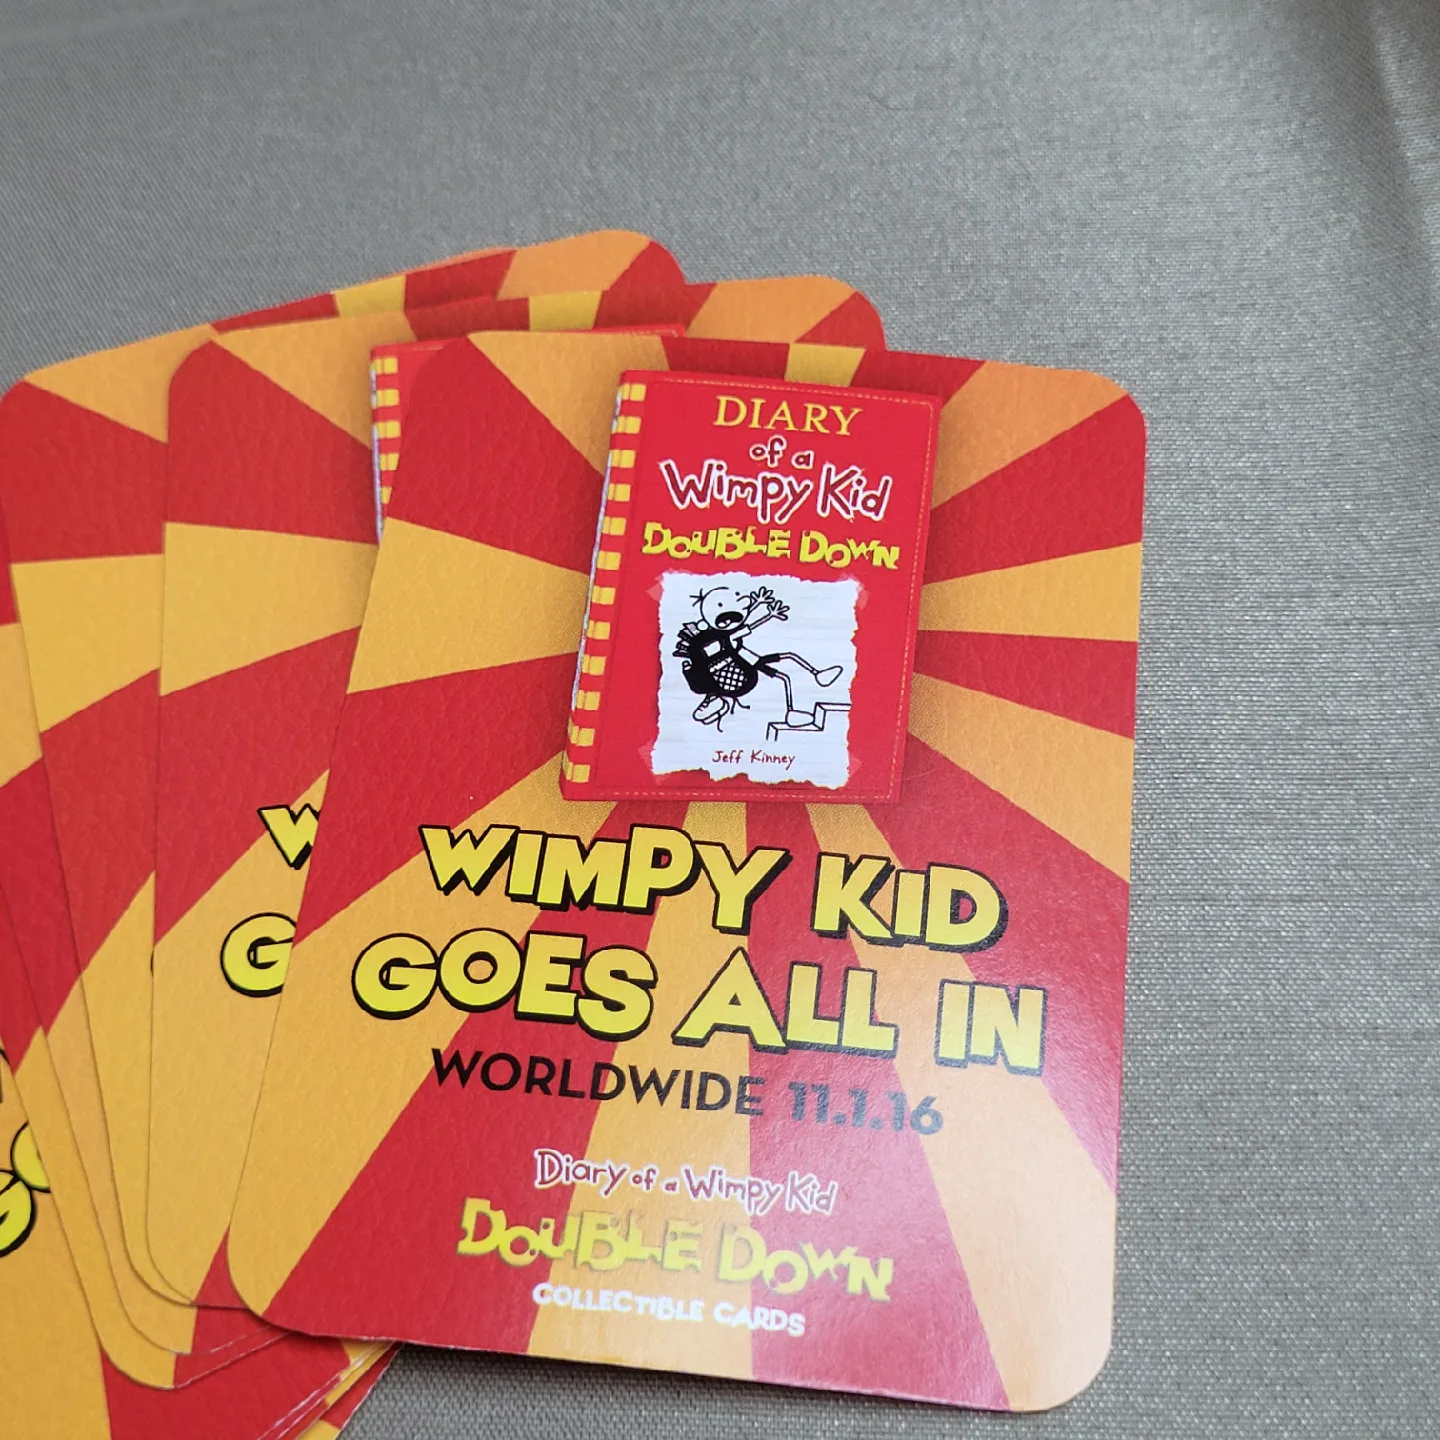 DIARY
of a
Wimpy Kid
DOUBLE DOWN
Jeff Kinney
WIMPY KID
GOES ALL IN
WORLDWIDE 11.1.16
Diary of a Wimpy Kid
DOUBLE DOWN
COLLECTIBLE CARDS
W
G